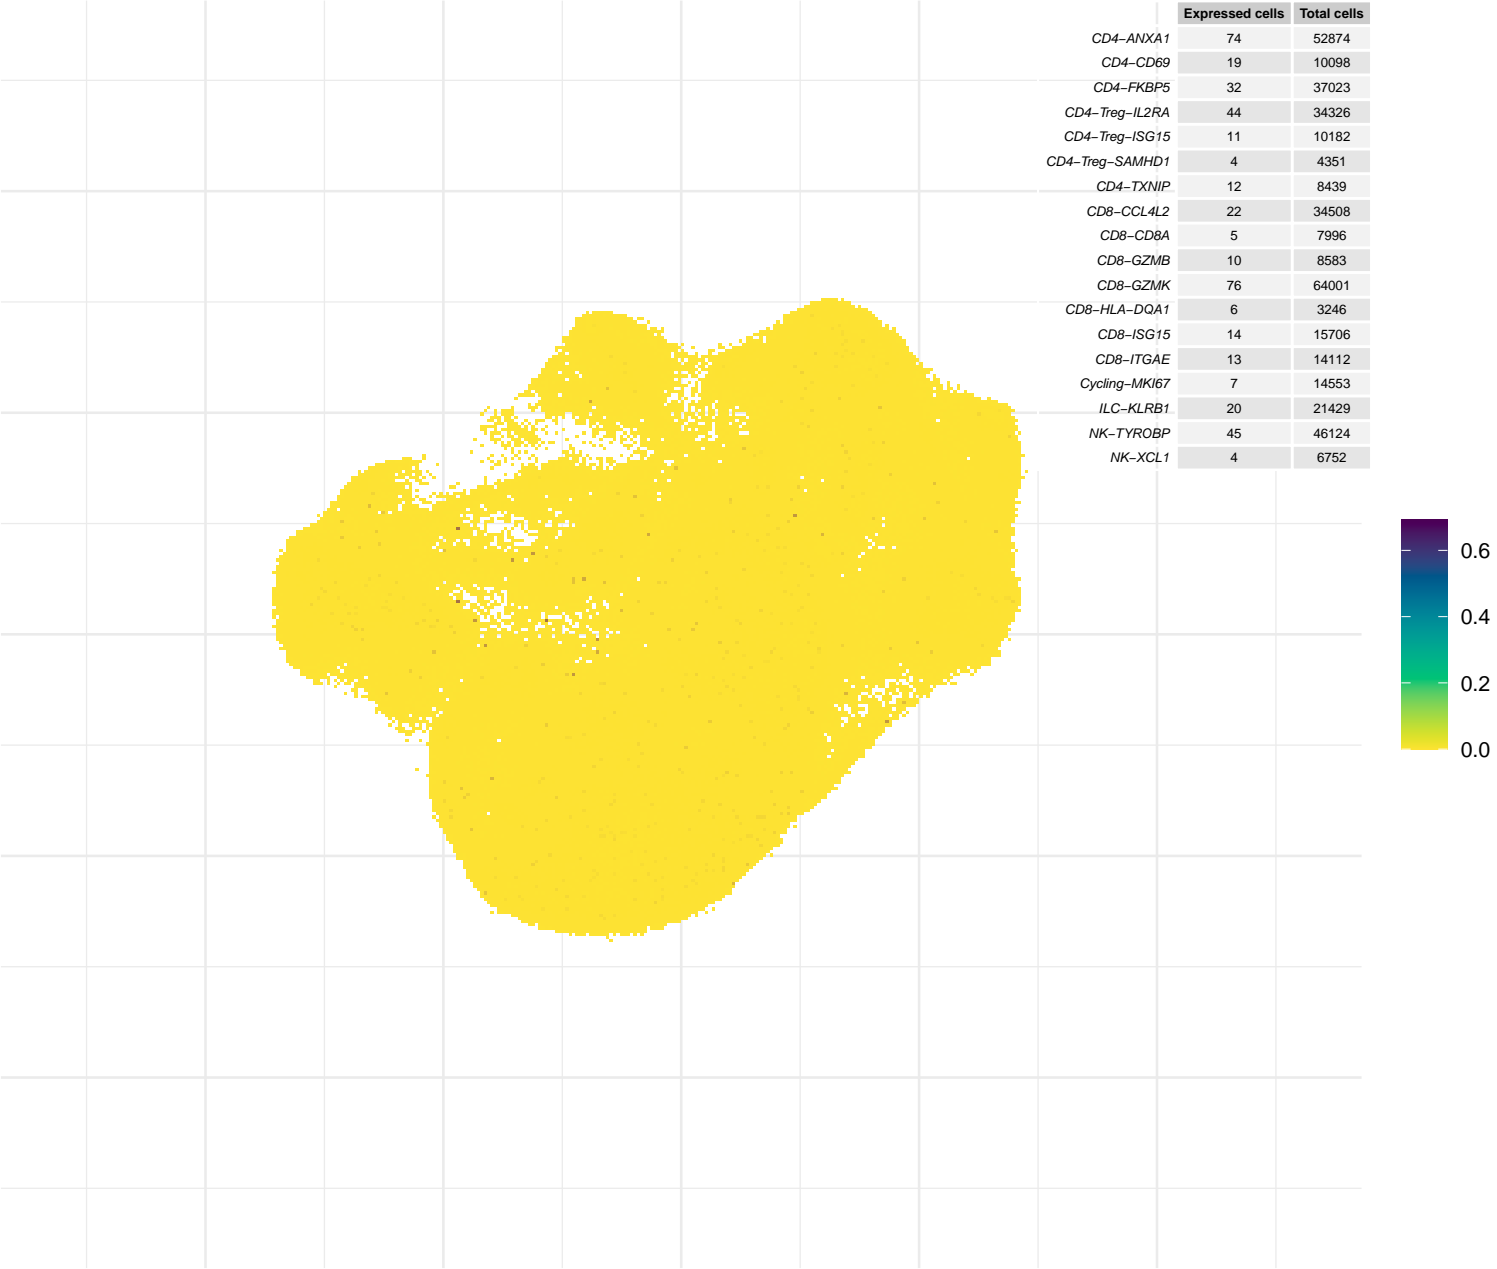 Expressed cells Total cells
CD4−ANXA1 74 52874
CD4−CD69 19 10098
CD4−FKBP5 32 37023
CD4−Treg−IL2RA 44 34326
CD4−Treg−ISG15 11 10182
CD4−Treg−SAMHD1 4 4351
CD4−TXNIP 12 8439
CD8−CCL4L2 22 34508
CD8−CD8A 5 7996
CD8−GZMB 10 8583
CD8−GZMK 76 64001
CD8−HLA−DQA1 6 3246
CD8−ISG15 14 15706
CD8−ITGAE 13 14112
Cycling−MKI67 7 14553
ILC−KLRB1 20 21429
NK−TYROBP 45 46124
NK−XCL1 4 6752
0.6
0.4
0.2
0.0